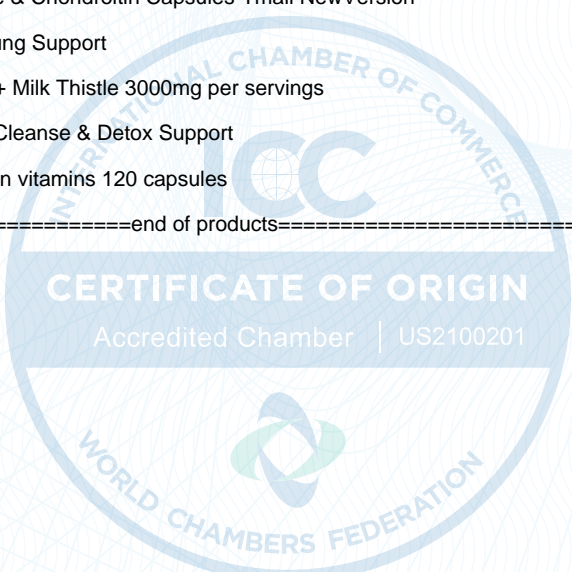 & Chondroitin Capsules Tmall NewVersion
ung Support
+ Milk Thistle 3000mg per servings
Cleanse & Detox Support
n vitamins 120 capsules
===========end of products========================
INTERNATIONAL CHAMBER OF COMMERCE
ICC
CERTIFICATE OF ORIGIN
Accredited Chamber | US2100201
WORLD CHAMBERS FEDERATION